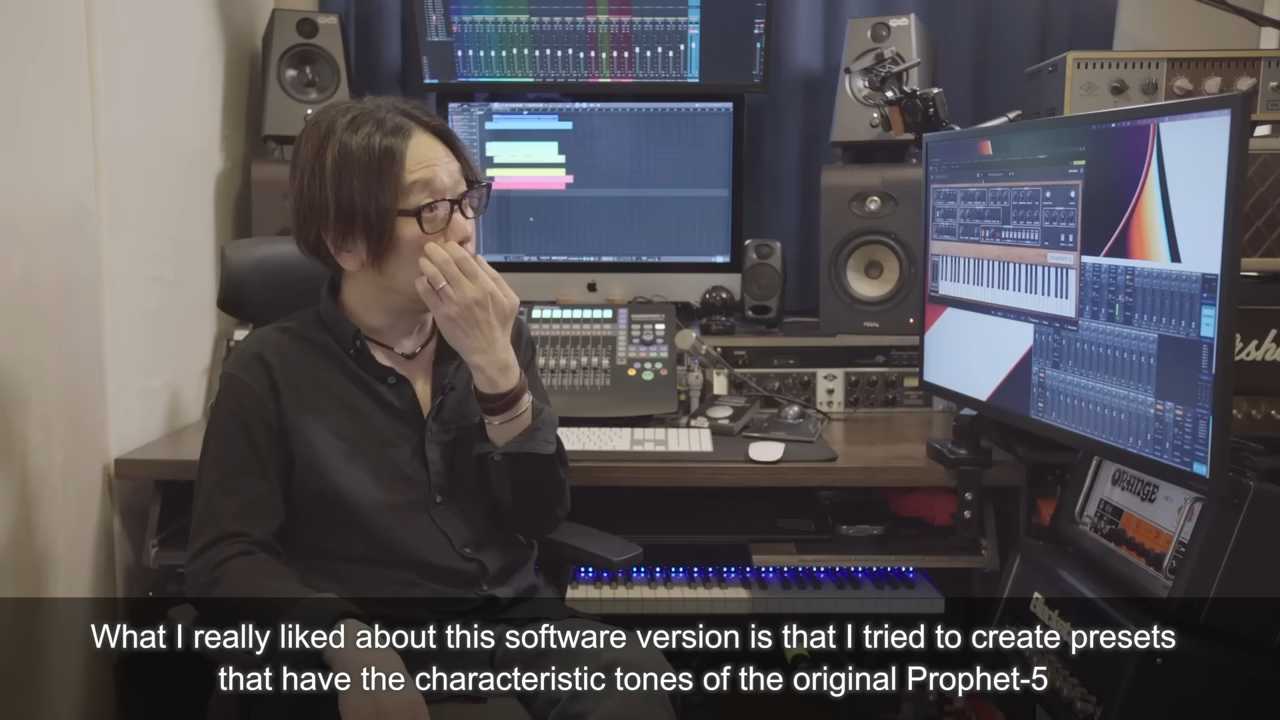 ORANGE
What I really liked about this software version is that I tried to create presets
that have the characteristic tones of the original Prophet-5